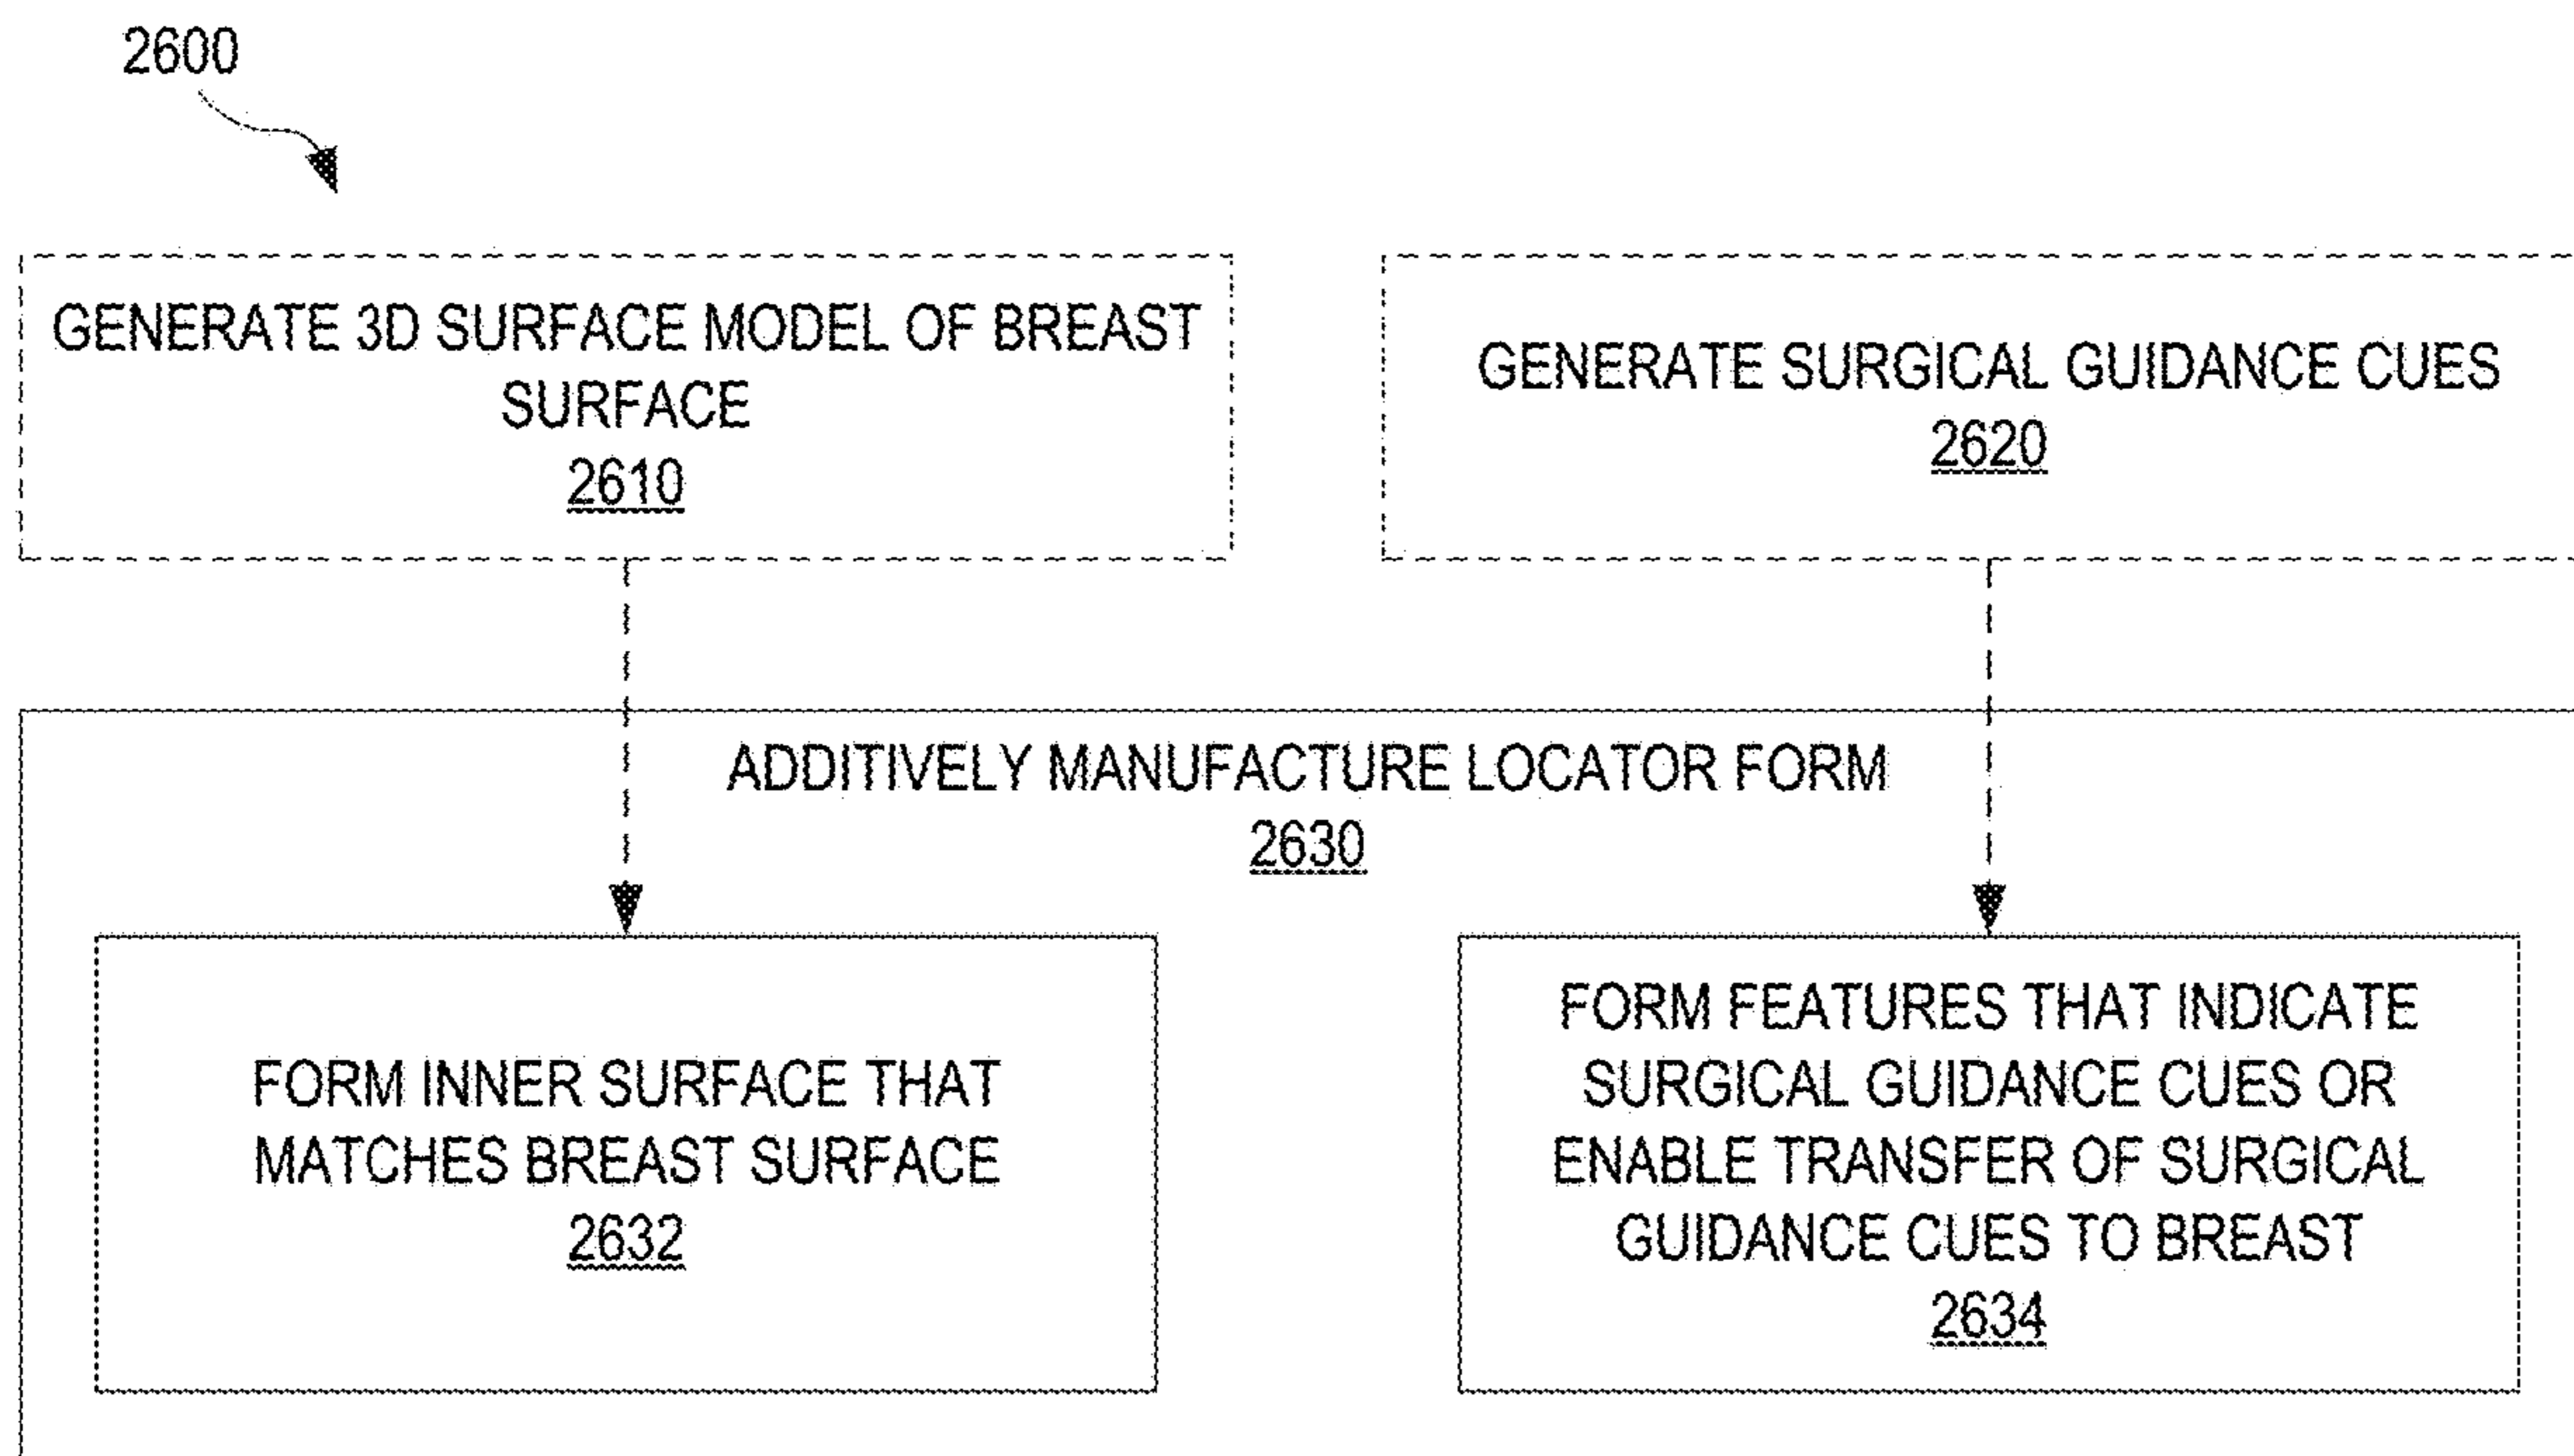 2600
GENERATE 3D SURFACE MODEL OF BREAST
SURFACE
2610
GENERATE SURGICAL GUIDANCE CUES
2620
ADDITIVELY MANUFACTURE LOCATOR FORM
2630
FORM INNER SURFACE THAT
MATCHES BREAST SURFACE
2632
FORM FEATURES THAT INDICATE
SURGICAL GUIDANCE CUES OR
ENABLE TRANSFER OF SURGICAL
GUIDANCE CUES TO BREAST
2634